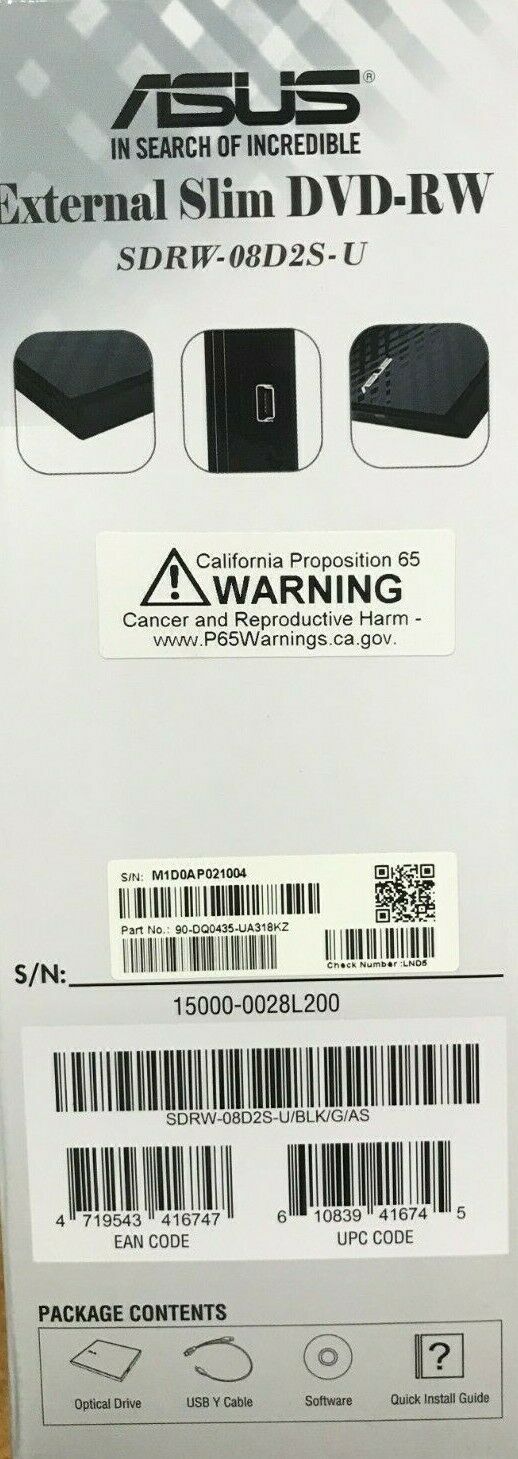 ASUS®
IN SEARCH OF INCREDIBLE
External Slim DVD-RW
SDRW-08D2S-U
California Proposition 65
WARNING
Cancer and Reproductive Harm -
www.P65Warnings.ca.gov.
S/N: M1D0AP021004
Part No.: 90-DQ0435-UA318KZ
Check Number :LND5
S/N:
15000-0028L200
SDRW-08D2S-U/BLK/G/AS
4 719543 416747
EAN CODE
6 10839 41674 5
UPC CODE
PACKAGE CONTENTS
?
Optical Drive
USB Y Cable
Software
Quick Install Guide